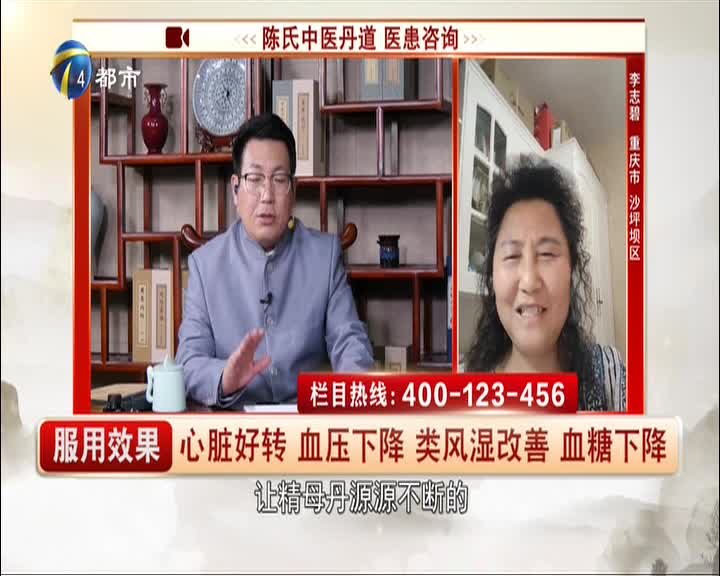 <<< 陈氏中医丹道 医患咨询 >>>
4 都市
李志碧 重庆市 沙坪坝区
栏目热线:400-123-456
服用效果 心脏好转 血压下降 类风湿改善 血糖下降
让精母丹源源不断的